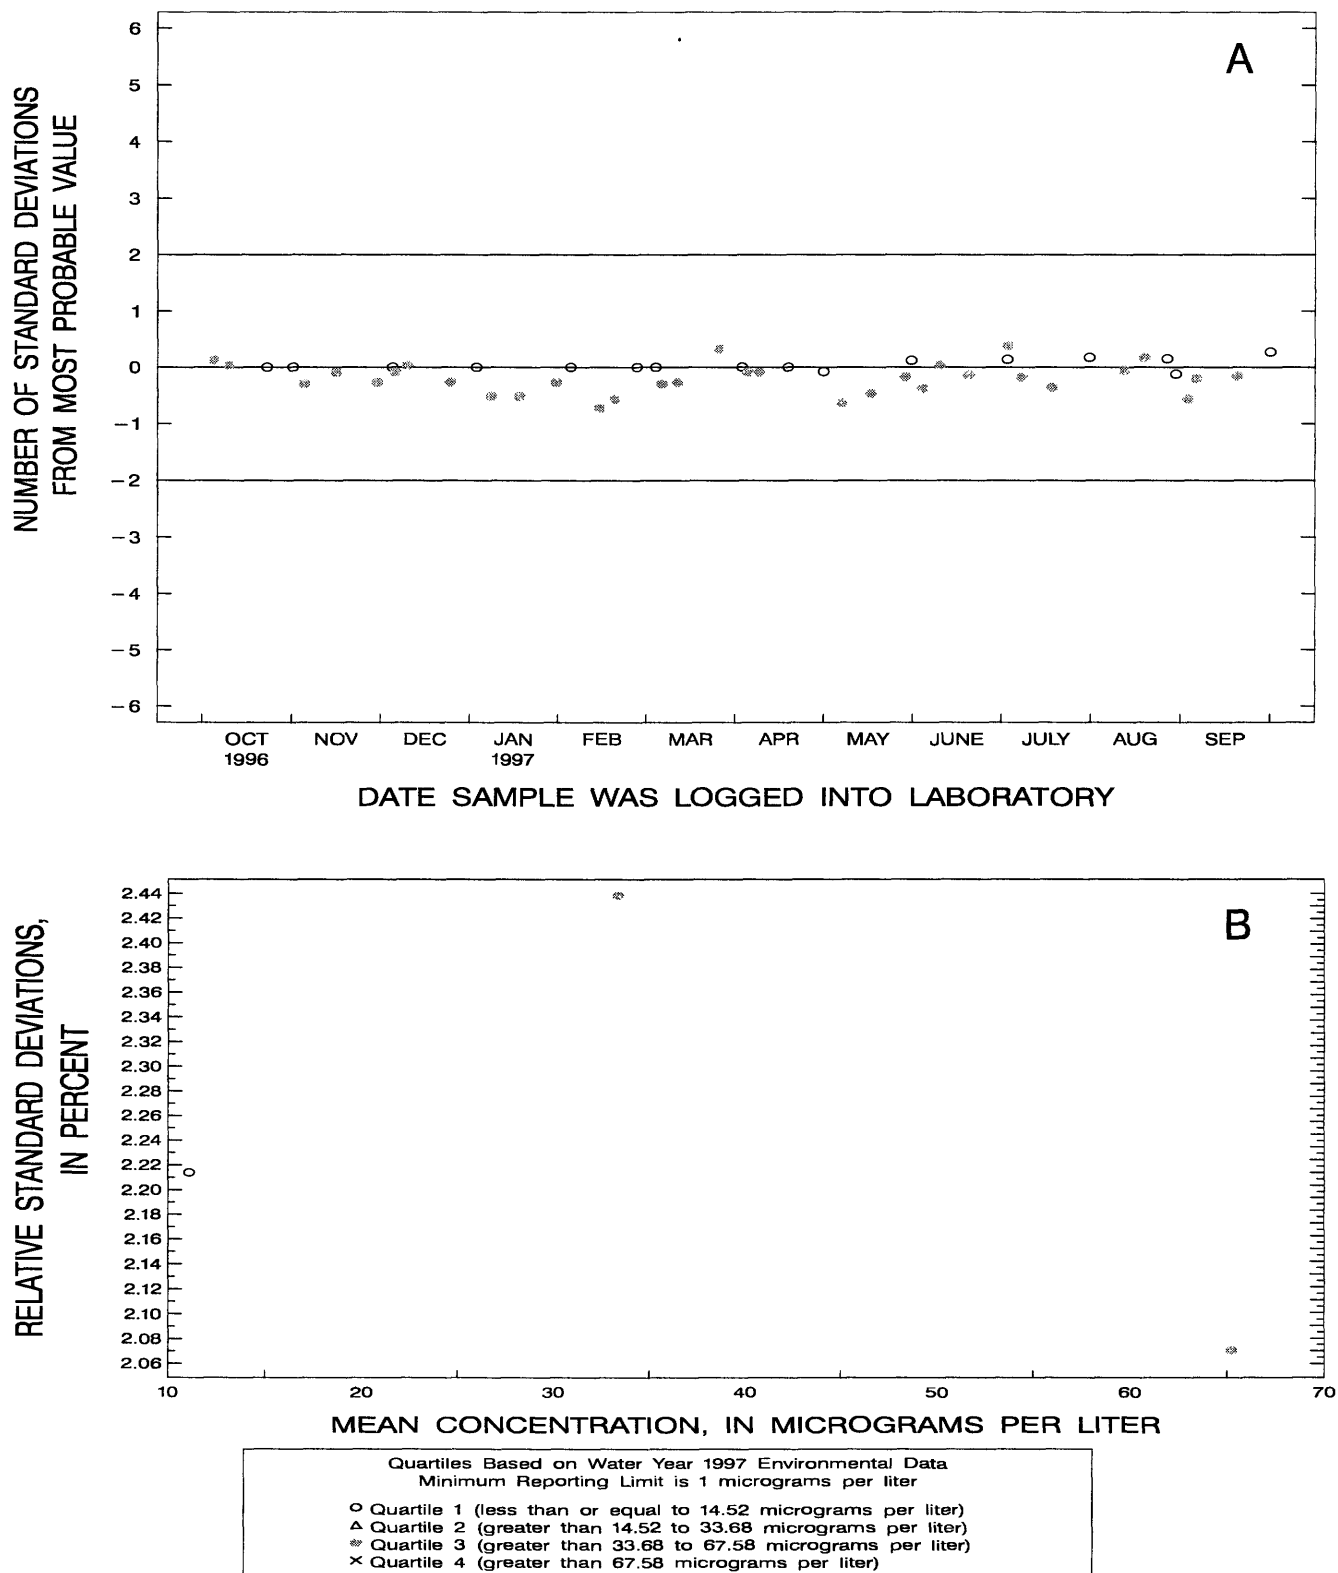 A
NUMBER OF STANDARD DEVIATIONS
FROM MOST PROBABLE VALUE
6
5
4
3
2
1
0
−1
−2
−3
−4
−5
−6
OCT NOV DEC JAN FEB MAR APR MAY JUNE JULY AUG SEP
1996 1997
DATE SAMPLE WAS LOGGED INTO LABORATORY
B
RELATIVE STANDARD DEVIATIONS,
IN PERCENT
2.44
2.42
2.40
2.38
2.36
2.34
2.32
2.30
2.28
2.26
2.24
2.22
2.20
2.18
2.16
2.14
2.12
2.10
2.08
2.06
10 20 30 40 50 60 70
MEAN CONCENTRATION, IN MICROGRAMS PER LITER
Quartiles Based on Water Year 1997 Environmental Data
Minimum Reporting Limit is 1 micrograms per liter
Quartile 1 (less than or equal to 14.52 micrograms per liter)
Quartile 2 (greater than 14.52 to 33.68 micrograms per liter)
Quartile 3 (greater than 33.68 to 67.58 micrograms per liter)
Quartile 4 (greater than 67.58 micrograms per liter)